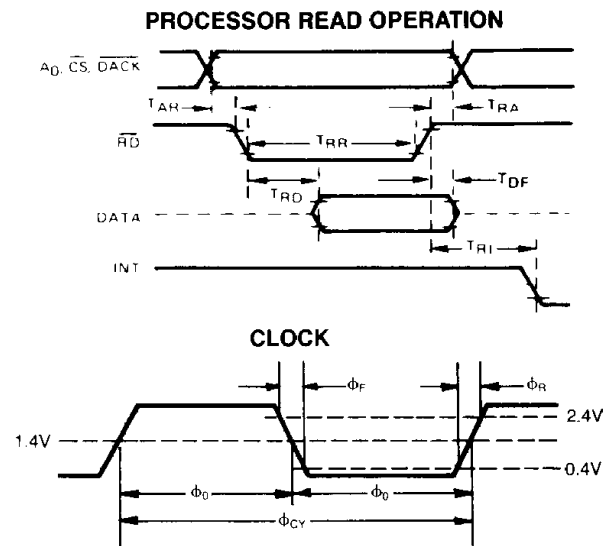 PROCESSOR READ OPERATION
A0, CS, DACK
TAR
TRA
RD
TRR
TRD
TDF
DATA
TRI
INT
CLOCK
ϕF
ϕR
2.4V
1.4V
0.4V
ϕ0
ϕ0
ϕCY